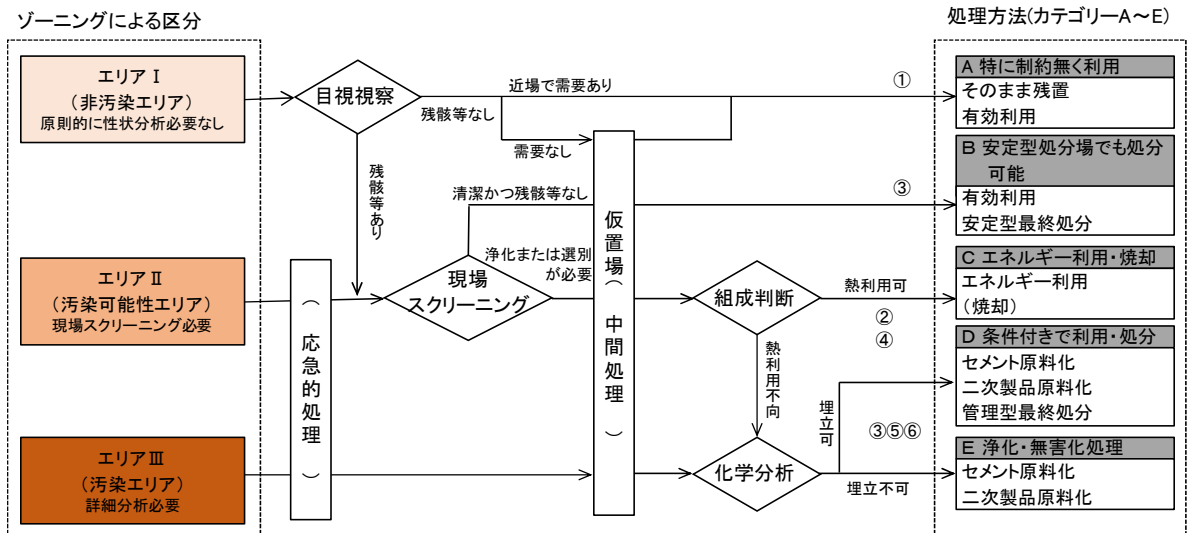 ゾーニングによる区分
処理方法(カテゴリーA～E)
エリア Ⅰ
(非汚染エリア)
原則的に性状分析必要なし
目視視察
近場で需要あり
①
残骸等なし
需要なし
A 特に制約無く利用
そのまま残置
有効利用
残骸等あり
清潔かつ残骸等なし
③
B 安定型処分場でも処分
可能
有効利用
安定型最終処分
エリア Ⅱ
(汚染可能性エリア)
現場スクリーニング必要
応急的処理
(　)
現場
スクリーニング
浄化または選別
が必要
仮置場(中間処理)
組成判断
熱利用可
②
④
C エネルギー利用・焼却
エネルギー利用
(焼却)
熱利用不向
D 条件付きで利用・処分
セメント原料化
二次製品原料化
管理型最終処分
埋立可
③⑤⑥
エリアⅢ
(汚染エリア)
詳細分析必要
化学分析
埋立不可
E 浄化・無害化処理
セメント原料化
二次製品原料化